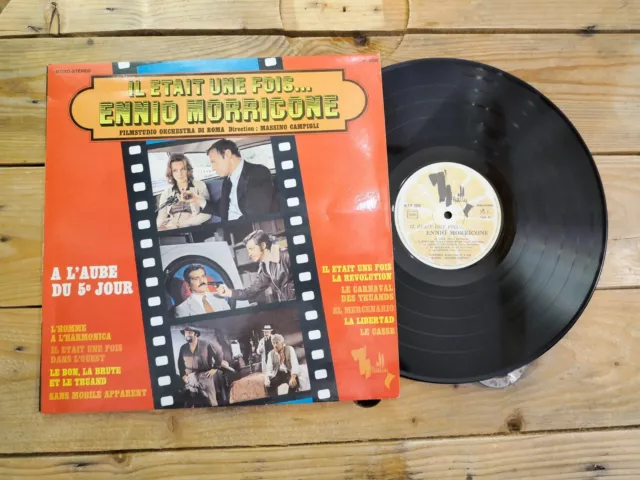 IL ETAIT UNE FOIS...
ENNIO MORRICONE
FILMSTUDIO ORCHESTRA DI ROMA Direction : MASSINO CAMPIGLI
A L'AUBE
DU 5e JOUR
L'HOMME
A L'HARMONICA
IL ETAIT UNE FOIS
DANS L'OUEST
LE BON, LA BRUTE
ET LE TRUAND
SANS MOBILE APPARENT
IL ETAIT UNE FOIS
LA REVOLUTION
LE CARNAVAL
DES TRUANDS
EL MERCENARIO
LA LIBERTAD
LE CASSE
IL ETAIT UNE FOIS...
ENNIO MORRICONE